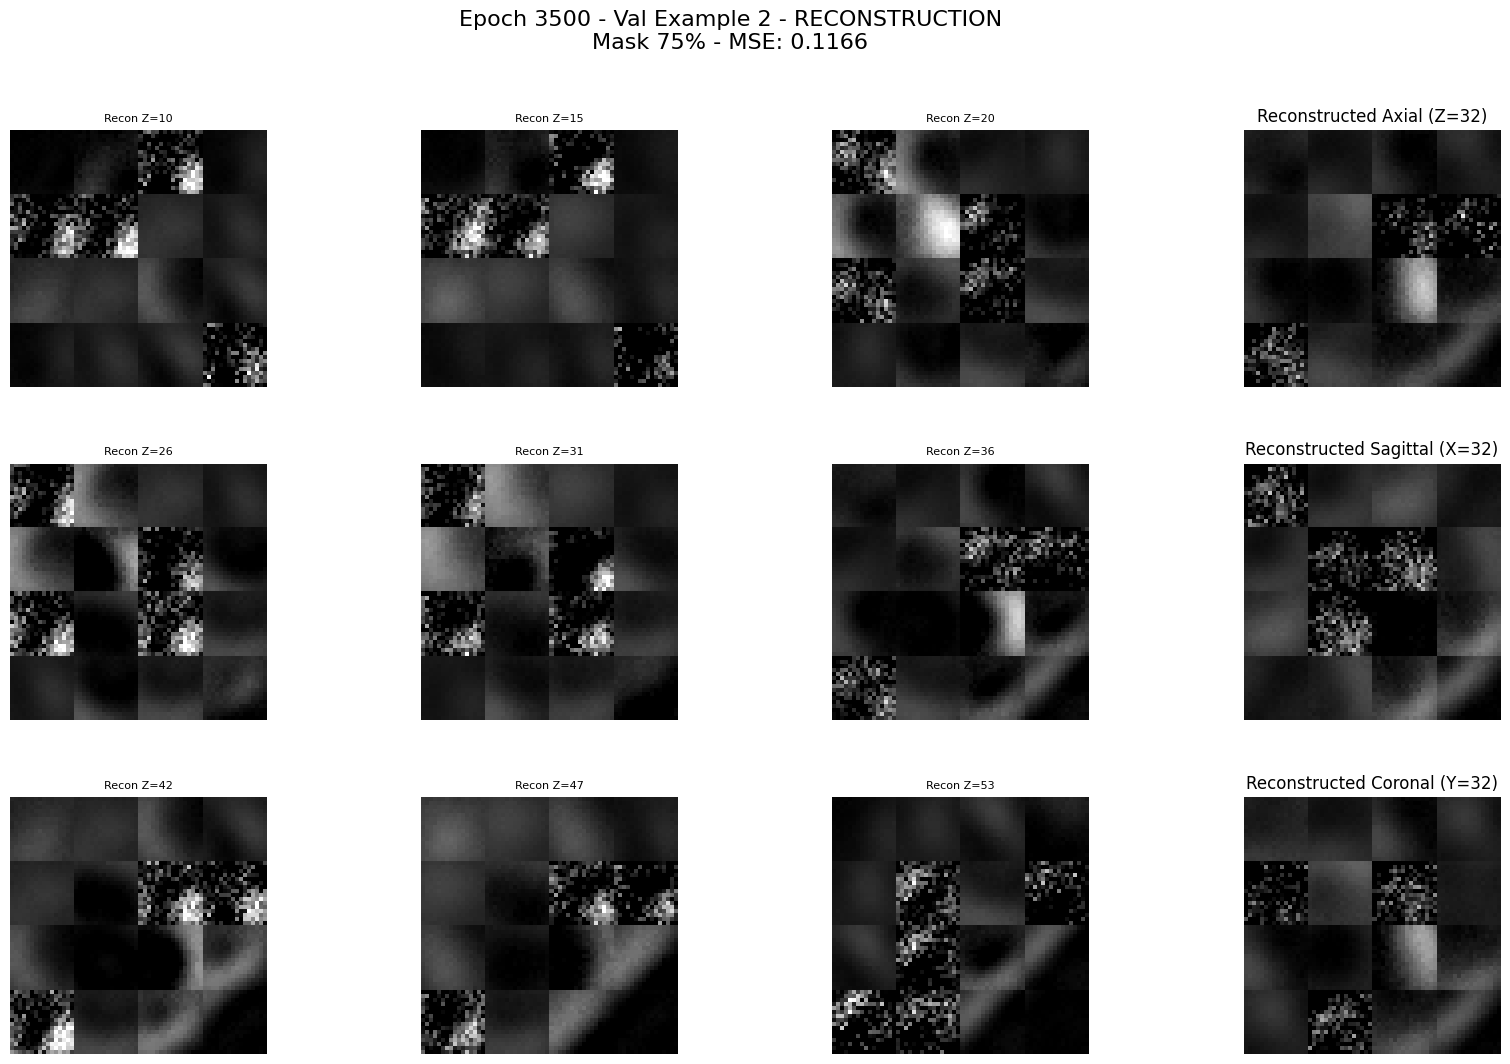 Epoch 3500 - Val Example 2 - RECONSTRUCTION
Mask 75% - MSE: 0.1166
Recon Z=10
Recon Z=15
Recon Z=20
Reconstructed Axial (Z=32)
Recon Z=26
Recon Z=31
Recon Z=36
Reconstructed Sagittal (X=32)
Recon Z=42
Recon Z=47
Recon Z=53
Reconstructed Coronal (Y=32)